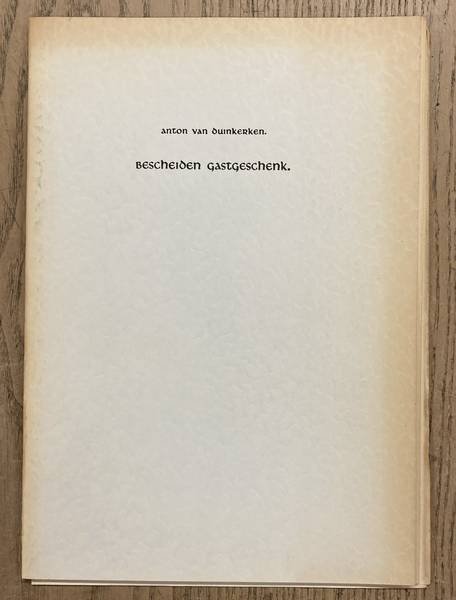 anton van duinkerken.
Bescheiden gastgeschenk.